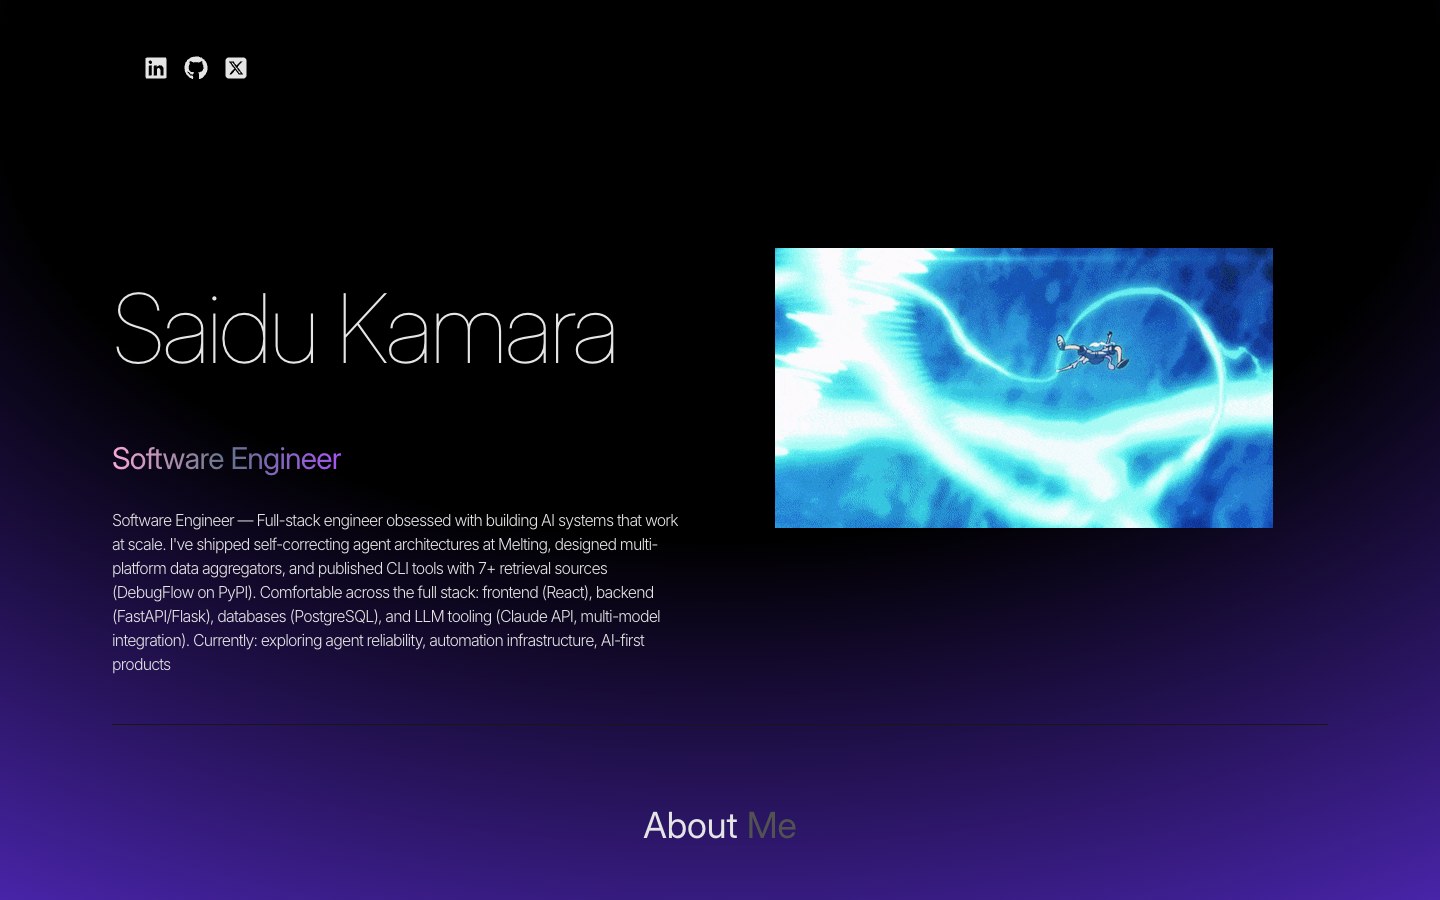 Saidu Kamara
Software Engineer
Software Engineer — Full-stack engineer obsessed with building AI systems that work
at scale. I've shipped self-correcting agent architectures at Melting, designed multi-
platform data aggregators, and published CLI tools with 7+ retrieval sources
(DebugFlow on PyPI). Comfortable across the full stack: frontend (React), backend
(FastAPI/Flask), databases (PostgreSQL), and LLM tooling (Claude API, multi-model
integration). Currently: exploring agent reliability, automation infrastructure, AI-first
products
About Me